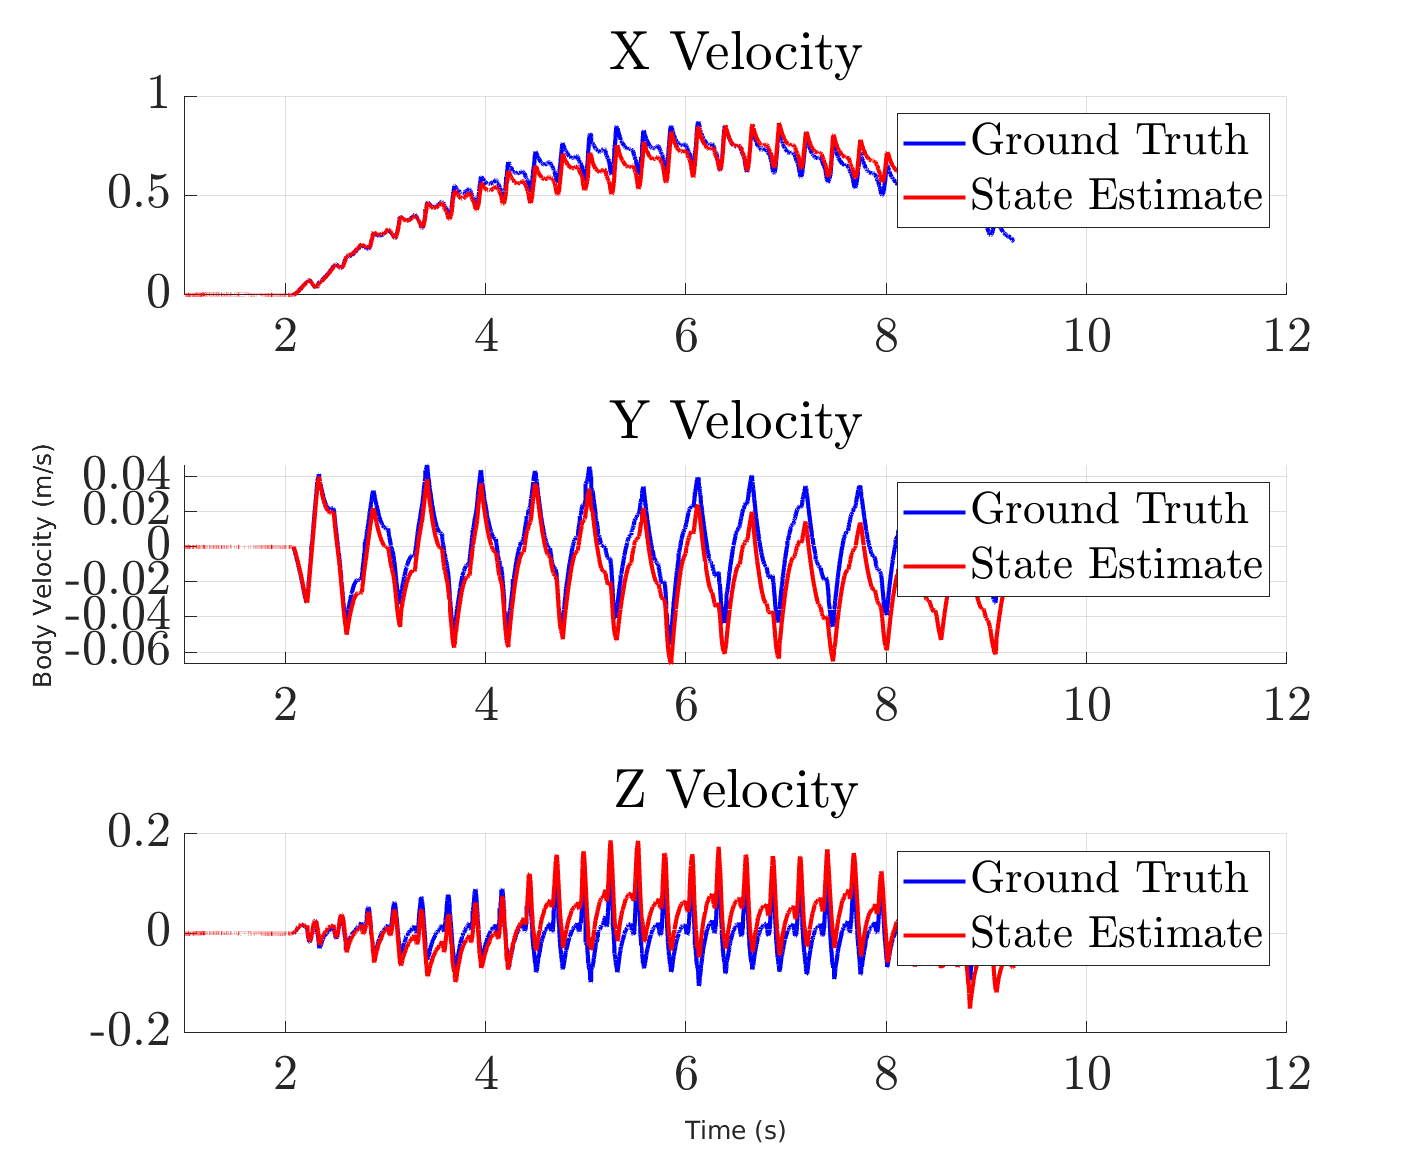 X Velocity
1
0.5
0
Ground Truth
State Estimate
2 4 6 8 10 12
Y Velocity
Body Velocity (m/s)
0.04
0.02
0
-0.02
-0.04
-0.06
Ground Truth
State Estimate
2 4 6 8 10 12
Z Velocity
0.2
0
-0.2
Ground Truth
State Estimate
2 4 6 8 10 12
Time (s)